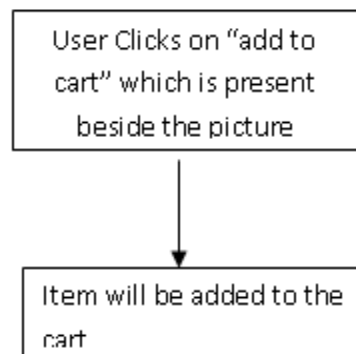 User Clicks on “add to
cart” which is present
beside the picture
Item will be added to the
cart